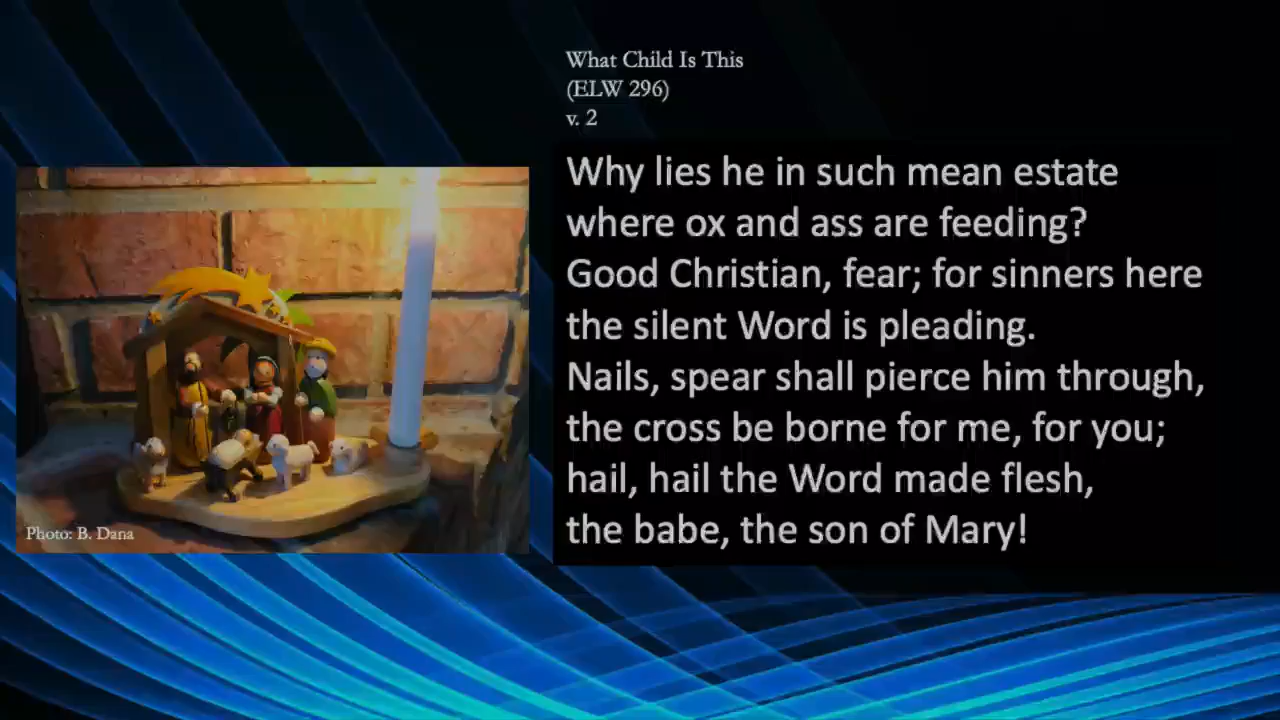 What Child Is This
(ELW 296)
v. 2
Why lies he in such mean estate
where ox and ass are feeding?
Good Christian, fear; for sinners here
the silent Word is pleading.
Nails, spear shall pierce him through,
the cross be borne for me, for you;
hail, hail the Word made flesh,
the babe, the son of Mary!
Photo: B. Dana